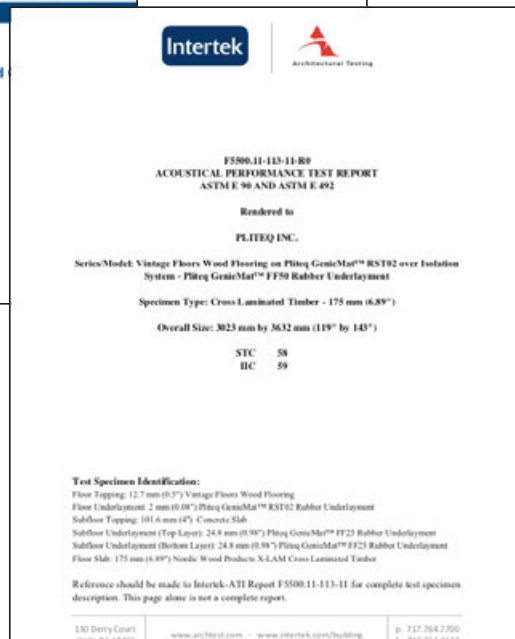 Intertek
Architectural Testing
F5500.11-113-11-R0
ACOUSTICAL PERFORMANCE TEST REPORT
ASTM E 90 AND ASTM E 492
Rendered to
PLITEQ INC.
Series/Model: Vintage Floors Wood Flooring on Pliteq GenieMat™ RST02 over Isolation
System - Pliteq GenieMat™ FF50 Rubber Underlayment
Specimen Type: Cross Laminated Timber - 175 mm (6.89")
Overall Size: 3023 mm by 3632 mm (119" by 143")
STC 58
IIC 59
Test Specimen Identification:
Floor Topping: 12.7 mm (0.5") Vintage Floors Wood Flooring
Floor Underlayment: 2 mm (0.08") Pliteq GenieMat™ RST02 Rubber Underlayment
Subfloor Topping: 101.6 mm (4") Concrete Slab
Subfloor Underlayment (Top Layer): 24.8 mm (0.98") Pliteq GenieMat™ FF25 Rubber Underlayment
Subfloor Underlayment (Bottom Layer): 24.8 mm (0.98") Pliteq GenieMat™ FF25 Rubber Underlayment
Floor Slab: 175 mm (6.89") Nordic Wood Products X-LAM Cross Laminated Timber
Reference should be made to Intertek-ATI Report F5500.11-113-11 for complete test specimen
description. This page alone is not a complete report.
130 Derry Court
www.archtest.com · www.intertek.com/building
p. 717.764.7700